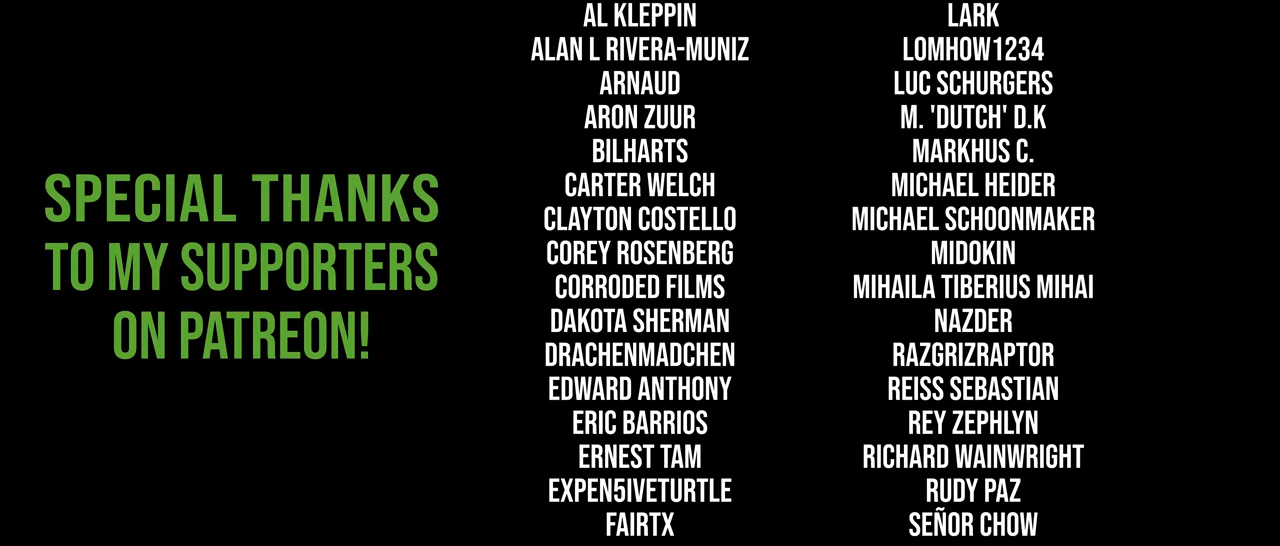 SPECIAL THANKS
TO MY SUPPORTERS
ON PATREON!
AL KLEPPIN
ALAN L RIVERA-MUNIZ
ARNAUD
ARON ZUUR
BILHARTS
CARTER WELCH
CLAYTON COSTELLO
COREY ROSENBERG
CORRODED FILMS
DAKOTA SHERMAN
DRACHENMADCHEN
EDWARD ANTHONY
ERIC BARRIOS
ERNEST TAM
EXPEN5IVETURTLE
FAIRTX
LARK
LOMHOW1234
LUC SCHURGERS
M. 'DUTCH' D.K
MARKHUS C.
MICHAEL HEIDER
MICHAEL SCHOONMAKER
MIDOKIN
MIHAILA TIBERIUS MIHAI
NAZDER
RAZGRIZRAPTOR
REISS SEBASTIAN
REY ZEPHLYN
RICHARD WAINWRIGHT
RUDY PAZ
SEÑOR CHOW